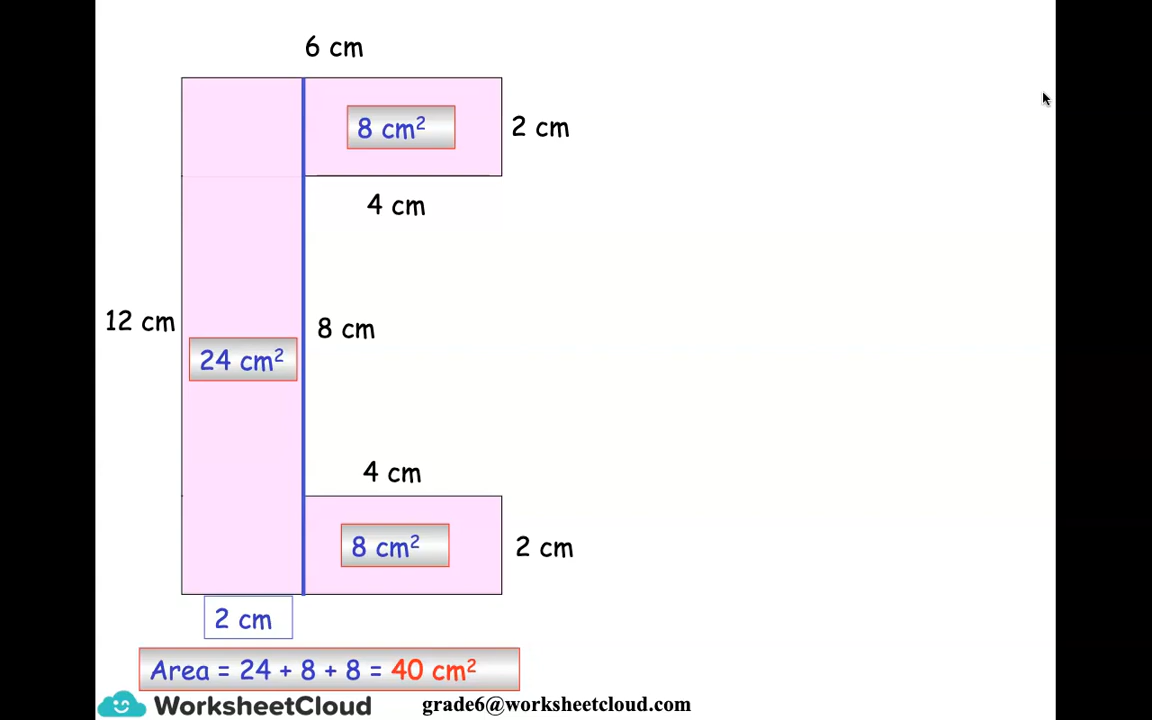 6 cm
8 cm²
2 cm
4 cm
12 cm
8 cm
24 cm²
4 cm
8 cm²
2 cm
2 cm
Area = 24 + 8 + 8 = 40 cm²
WorksheetCloud
grade6@worksheetcloud.com